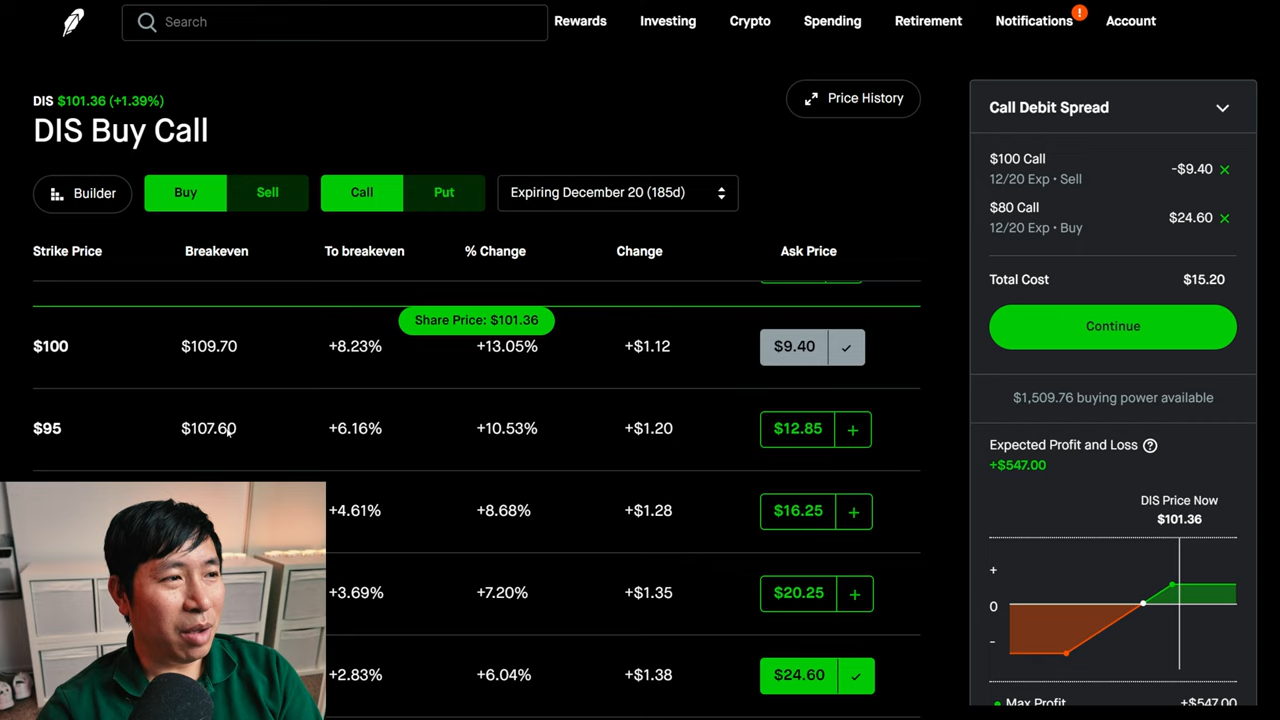 Search
Rewards
Investing
Crypto
Spending
Retirement
Notifications
!
Account
DIS $101.36 (+1.39%)
DIS Buy Call
Price History
Builder
Buy
Sell
Call
Put
Expiring December 20 (185d)
Strike Price
Breakeven
To breakeven
% Change
Change
Ask Price
Share Price: $101.36
$100
$109.70
+8.23%
+13.05%
+$1.12
$9.40
$95
$107.60
+6.16%
+10.53%
+$1.20
$12.85
+
+4.61%
+8.68%
+$1.28
$16.25
+
+3.69%
+7.20%
+$1.35
$20.25
+
+2.83%
+6.04%
+$1.38
$24.60
Call Debit Spread
$100 Call
12/20 Exp • Sell
-$9.40
$80 Call
12/20 Exp • Buy
$24.60
Total Cost
$15.20
Continue
$1,509.76 buying power available
Expected Profit and Loss ?
+$547.00
DIS Price Now
$101.36
+
0
-
Max Profit
+$547.00